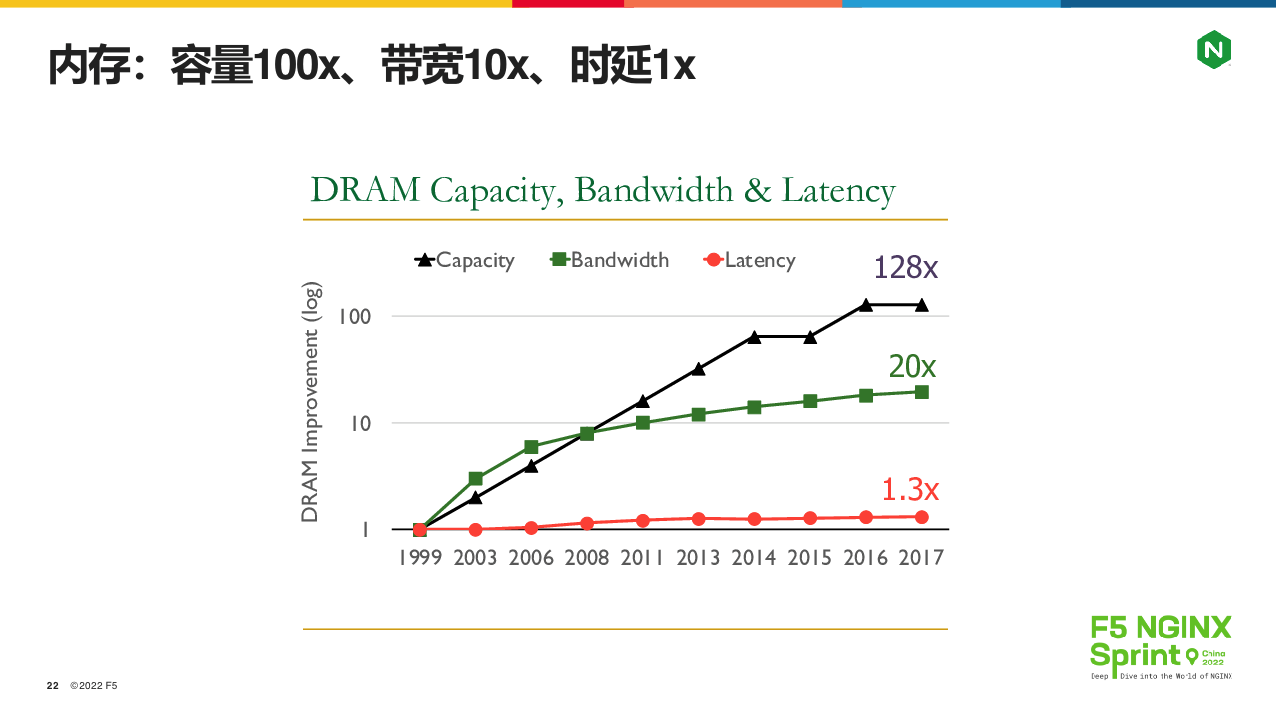 内存：容量100x、带宽10x、时延1x
N
DRAM Capacity, Bandwidth & Latency
Capacity Bandwidth Latency
128x
20x
1.3x
DRAM Improvement (log)
100
10
1
1999 2003 2006 2008 2011 2013 2014 2015 2016 2017
F5 NGINX
Sprint China
2022
Deep Dive into the World of NGINX
22 ©2022 F5